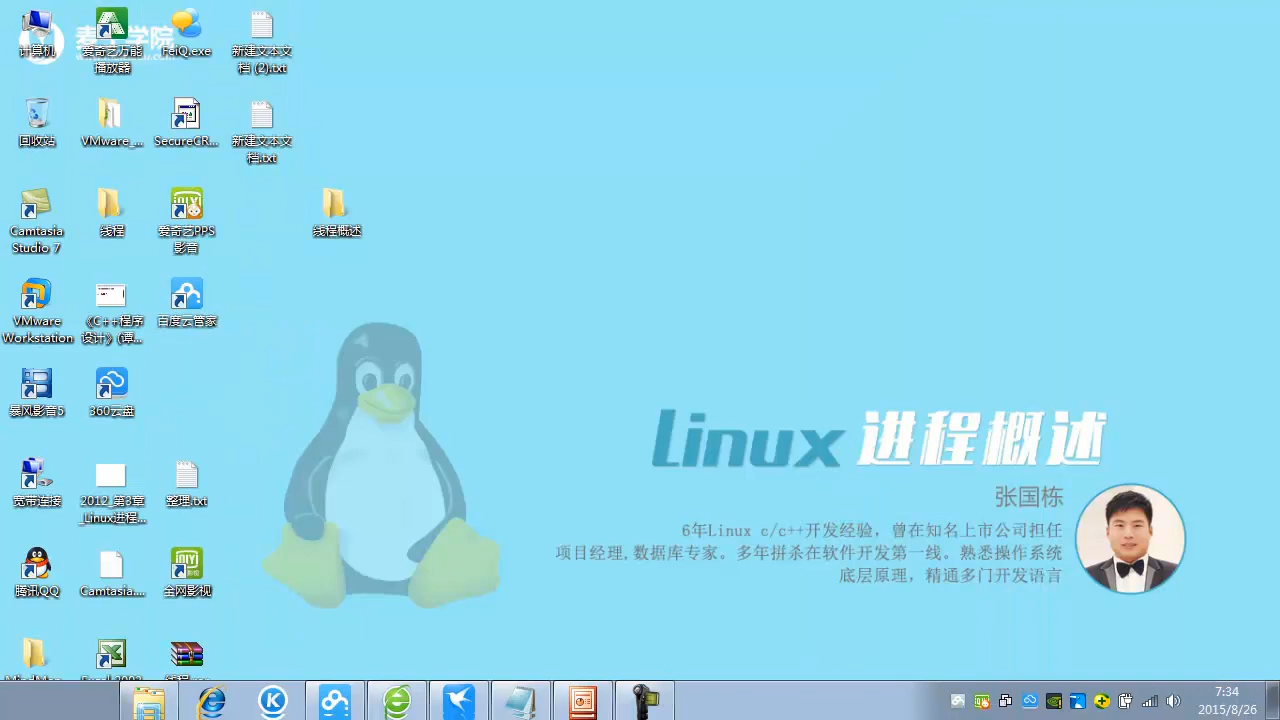 计算机
爱奇艺万能
播放器
FeiQ.exe
新建文本文
档 (2).txt
学院
回收站
VMware_...
SecureCR...
新建文本文
档.txt
Camtasia
Studio 7
线程
爱奇艺PPS
影音
线程概述
VMware
Workstation
《C++程序
设计》(谭...
百度云管家
暴风影音5
360云盘
宽带连接
2012_第3章
_Linux进程...
整理.txt
腾讯QQ
Camtasia....
全网影视
Linux 进程概述
张国栋
6年Linux c/c++开发经验，曾在知名上市公司担任
项目经理,数据库专家。多年拼杀在软件开发第一线。熟悉操作系统
底层原理，精通多门开发语言
7:34
2015/8/26